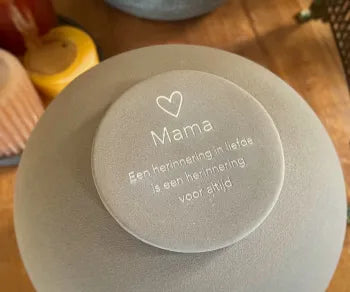 Mama
Een herinnering in liefde
is een herinnering
voor altijd